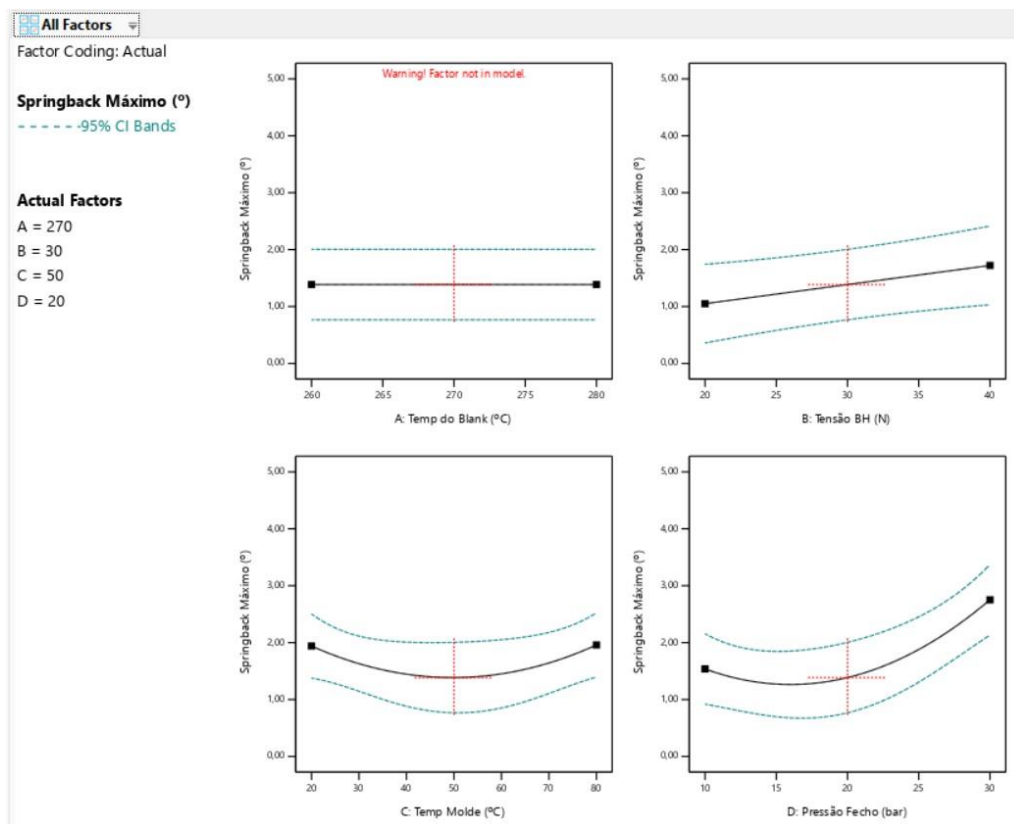 All Factors
Factor Coding: Actual
Springback Máximo (º)
------95% CI Bands
Actual Factors
A = 270
B = 30
C = 50
D = 20
Warning! Factor not in model.
Springback Máximo (º)
5,00
4,00
3,00
2,00
1,00
0,00
260 265 270 275 280
A: Temp do Blank (ºC)
Springback Máximo (º)
5,00
4,00
3,00
2,00
1,00
0,00
20 25 30 35 40
B: Tensão BH (N)
Springback Máximo (º)
5,00
4,00
3,00
2,00
1,00
0,00
20 30 40 50 60 70 80
C: Temp Molde (ºC)
Springback Máximo (º)
5,00
4,00
3,00
2,00
1,00
0,00
10 15 20 25 30
D: Pressão Fecho (bar)